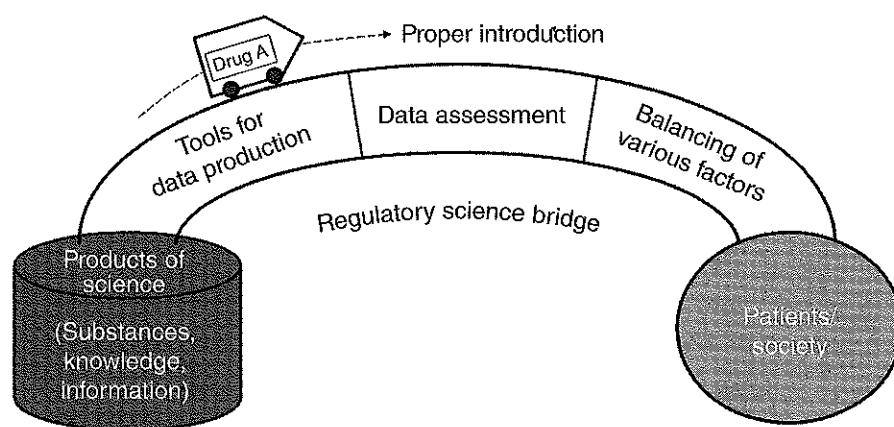 Proper introduction
Drug A
Tools for
data production
Data assessment
Balancing of
various factors
Regulatory science bridge
Products of
science
(Substances,
knowledge,
information)
Patients/
society